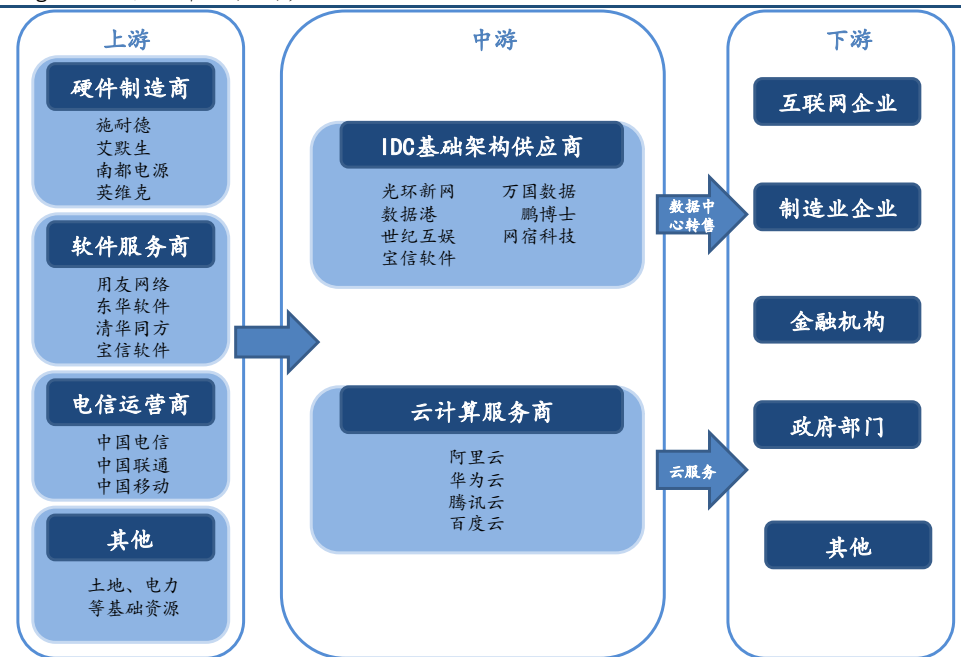 上游
硬件制造商
施耐德
艾默生
南都电源
英维克
软件服务商
用友网络
东华软件
清华同方
宝信软件
电信运营商
中国电信
中国联通
中国移动
其他
土地、电力
等基础资源
中游
IDC基础架构供应商
光环新网 万国数据
数据港 鹏博士
世纪互娱 网宿科技
宝信软件
云计算服务商
阿里云
华为云
腾讯云
百度云
数据中
心转售
云服务
下游
互联网企业
制造业企业
金融机构
政府部门
其他